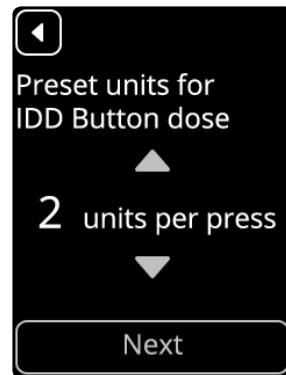 Preset units for
IDD Button dose
2 units per press
Next